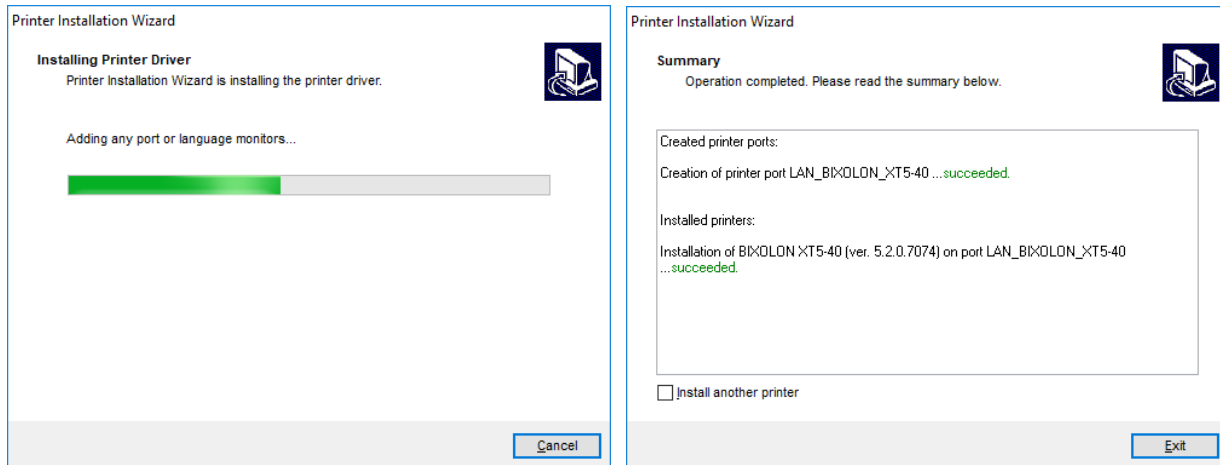 Printer Installation Wizard
Installing Printer Driver
Printer Installation Wizard is installing the printer driver.
Adding any port or language monitors...
Cancel
Printer Installation Wizard
Summary
Operation completed. Please read the summary below.
Created printer ports:
Creation of printer port LAN_BIXOLON_XT5-40 ...succeeded.
Installed printers:
Installation of BIXOLON XT5-40 (ver. 5.2.0.7074) on port LAN_BIXOLON_XT5-40
...succeeded.
Install another printer
Exit